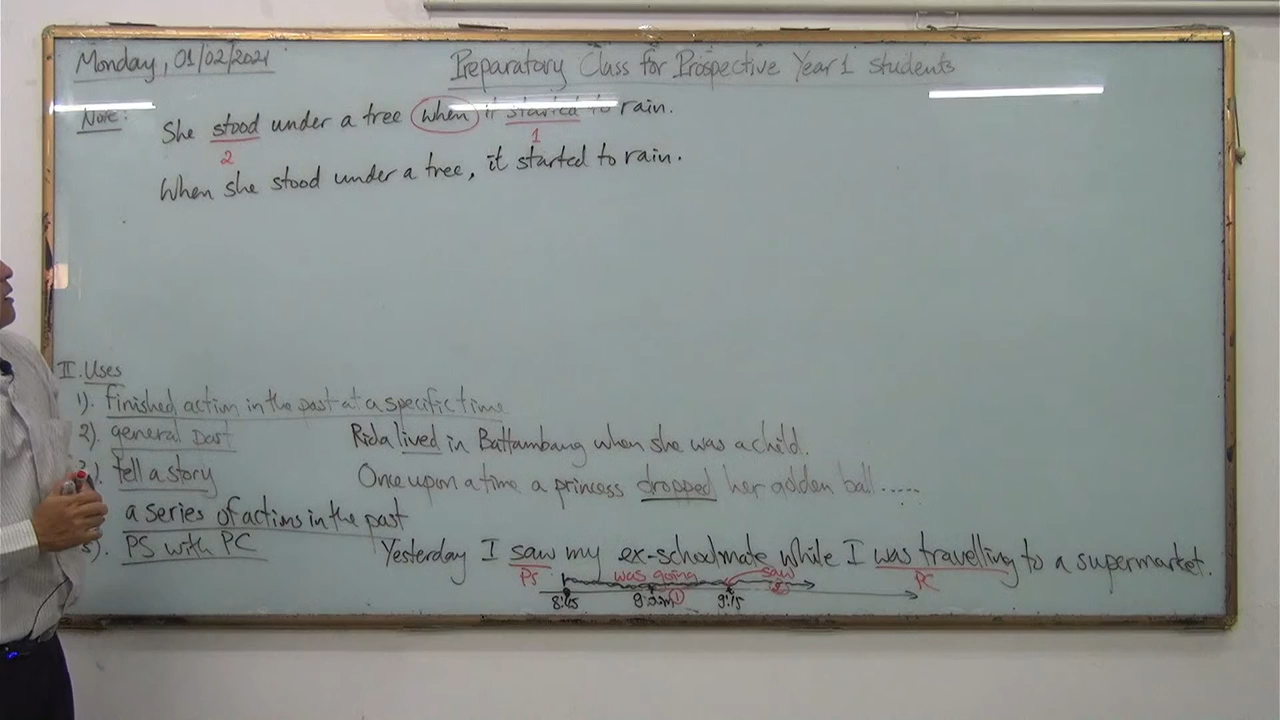 Monday, 01/02/2021
Preparatory Class for Prospective Year 1 students
Note:
She stood under a tree when it started to rain.
2 1
When she stood under a tree, it started to rain.
II. Uses
1). finished action in the past at a specific time
2). general past Rida lived in Battambang when she was a child.
). tell a story Once upon a time a princess dropped her golden ball .....
a series of actions in the past
5). PS with PC Yesterday I saw my ex-schoolmate while I was travelling to a supermarket.
PS was going saw PC
8:45 1 9:15 2